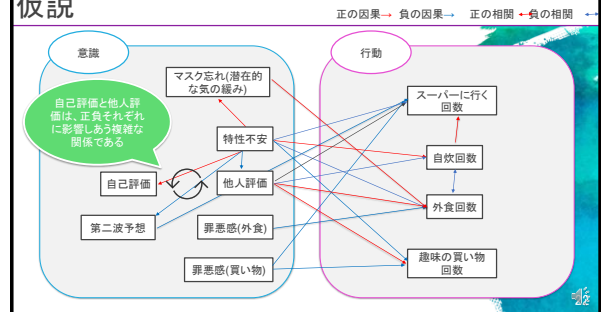 仮説
正の因果→ 負の因果→ 正の相関 ↔負の相関 ↔
意識
行動
マスク忘れ(潜在的
な気の緩み)
スーパーに行く
回数
自己評価と他人評
価は、正負それぞれ
に影響しあう複雑な
関係である
特性不安
自炊回数
自己評価
他人評価
外食回数
第二波予想
罪悪感(外食)
罪悪感(買い物)
趣味の買い物
回数